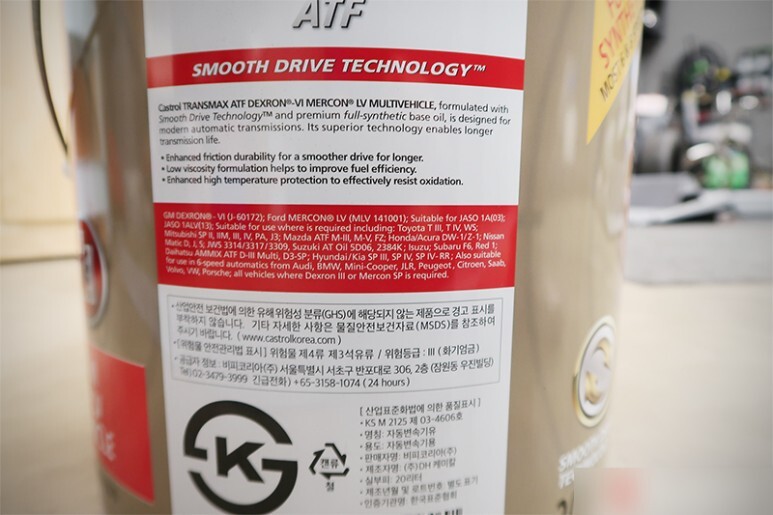 ATF
SMOOTH DRIVE TECHNOLOGY™
Castrol TRANSMAX ATF DEXRON®-VI MERCON® LV MULTIVEHICLE, formulated with
Smooth Drive Technology™ and premium full-synthetic base oil, is designed for
modern automatic transmissions. Its superior technology enables longer
transmission life.
• Enhanced friction durability for a smoother drive for longer.
• Low viscosity formulation helps to improve fuel efficiency.
• Enhanced high temperature protection to effectively resist oxidation.
GM DEXRON®- VI (J-60172); Ford MERCON® LV (MLV 141001); Suitable for JASO 1A(03);
JASO 1ALV(13); Suitable for use where is required including: Toyota T III, T IV, WS;
Mitsubishi SP II, IIM, III, IV, PA, J3; Mazda ATF M-III, M-V, FZ; Honda/Acura DW-1/Z-1; Nissan
Matic D, J, S; JWS 3314/3317/3309, Suzuki AT Oil 5D06, 2384K; Isuzu; Subaru F6, Red 1;
Daihatsu AMMIX ATF D-III Multi, D3-SP; Hyundai/Kia SP III, SP IV, SP IV-RR; Also suitable
for use in 6-speed automatics from Audi, BMW, Mini-Cooper, JLR, Peugeot, Citroen, Saab,
Volvo, VW, Porsche; all vehicles where Dexron III or Mercon SP is required.
• 산업안전 보건법에 의한 유해위험성 분류(GHS)에 해당되지 않는 제품으로 경고 표시를
부착하지 않습니다. 기타 자세한 사항은 물질안전보건자료(MSDS)를 참조하여
주시기 바랍니다. ( www.castrolkorea.com )
• [위험물 안전관리법 표시] 위험물 제4류 제3석유류 / 위험등급 : III (화기엄금)
• 공급자 정보 : 비피코리아(주) 서울특별시 서초구 반포대로 306, 2층 (잠원동 우진빌딩)
Tel) 02-3479-3999 긴급전화) +65-3158-1074 ( 24 hours )
K
캔류
철
[ 산업표준화법에 의한 품질표시 ]
• KS M 2125 제 03-4606호
• 명칭: 자동변속기유
• 용도: 자동변속기용
• 판매자명: 비피코리아(주)
• 제조자명: (주)DH 케미칼
• 실부피: 20리터
• 제조년월 및 로트번호: 별도 표기
• 인증기관명: 한국표준협회
SYNTHE
SMOOTH